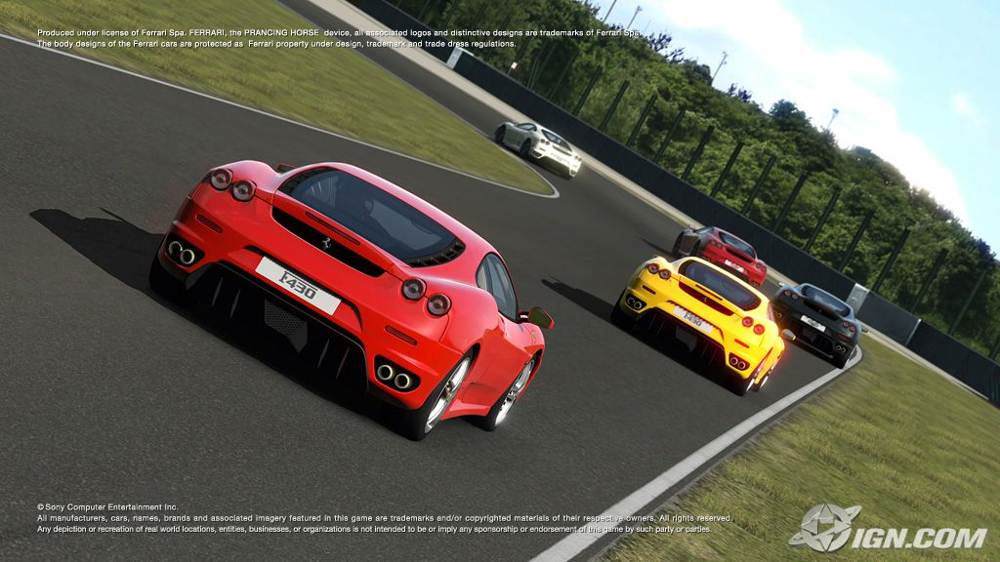 Produced under license of Ferrari Spa. FERRARI, the PRANCING HORSE device, all associated logos and distinctive designs are trademarks of Ferrari Spa.
The body designs of the Ferrari cars are protected as Ferrari property under design, trademark and trade dress regulations.
F430
F430
© Sony Computer Entertainment Inc.
All manufacturers, cars, names, brands and associated imagery featured in this game are trademarks and/or copyrighted materials of their respective owners. All rights reserved.
Any depiction or recreation of real world locations, entities, businesses, or organizations is not intended to be or imply any sponsorship or endorsement of this game by such party or parties.
IGN.COM